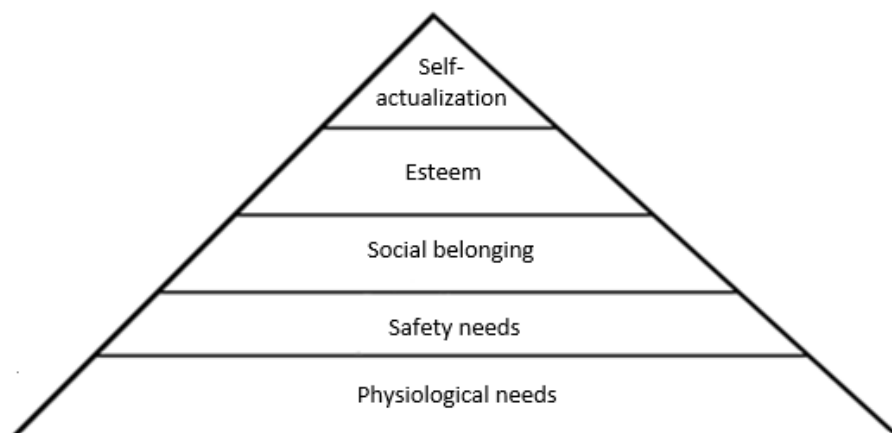 Self-
actualization
Esteem
Social belonging
Safety needs
Physiological needs